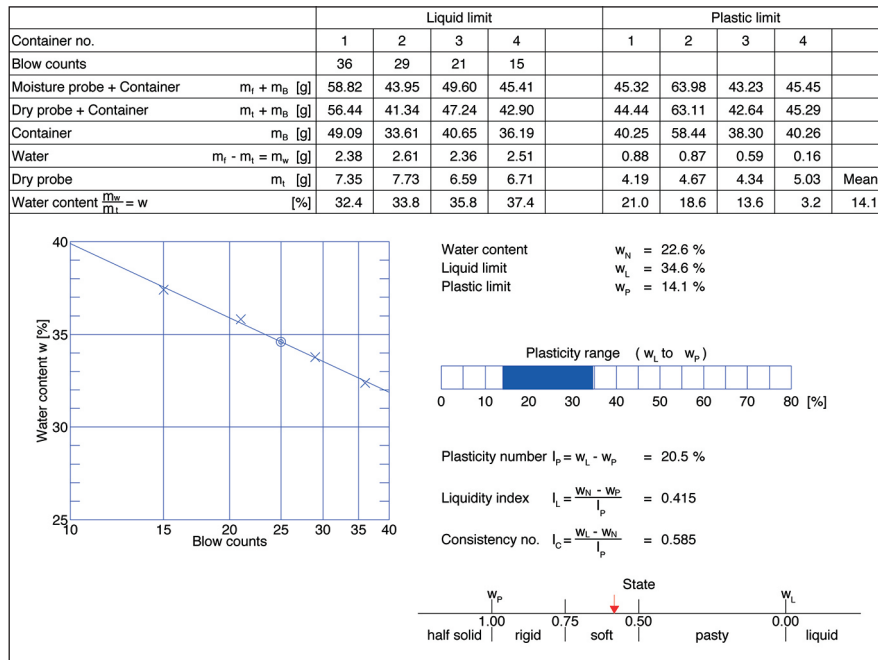 Liquid limit Plastic limit
Container no. 1 2 3 4 1 2 3 4
Blow counts 36 29 21 15
Moisture probe + Container mf + mB [g] 58.82 43.95 49.60 45.41 45.32 63.98 43.23 45.45
Dry probe + Container mt + mB [g] 56.44 41.34 47.24 42.90 44.44 63.11 42.64 45.29
Container mB [g] 49.09 33.61 40.65 36.19 40.25 58.44 38.30 40.26
Water mf - mt = mw [g] 2.38 2.61 2.36 2.51 0.88 0.87 0.59 0.16
Dry probe mt [g] 7.35 7.73 6.59 6.71 4.19 4.67 4.34 5.03 Mean
Water content mw/mt = w [%] 32.4 33.8 35.8 37.4 21.0 18.6 13.6 3.2 14.1
40
35
30
25
Water content w [%]
10 15 20 25 30 35 40
Blow counts
Water content wN = 22.6 %
Liquid limit wL = 34.6 %
Plastic limit wP = 14.1 %
Plasticity range ( wL to wP )
0 10 20 30 40 50 60 70 80 [%]
Plasticity number IP = wL - wP = 20.5 %
Liquidity index IL = wN - wP / IP = 0.415
Consistency no. IC = wL - wN / IP = 0.585
State
wP wL
1.00 0.75 0.50 0.00
half solid rigid soft pasty liquid